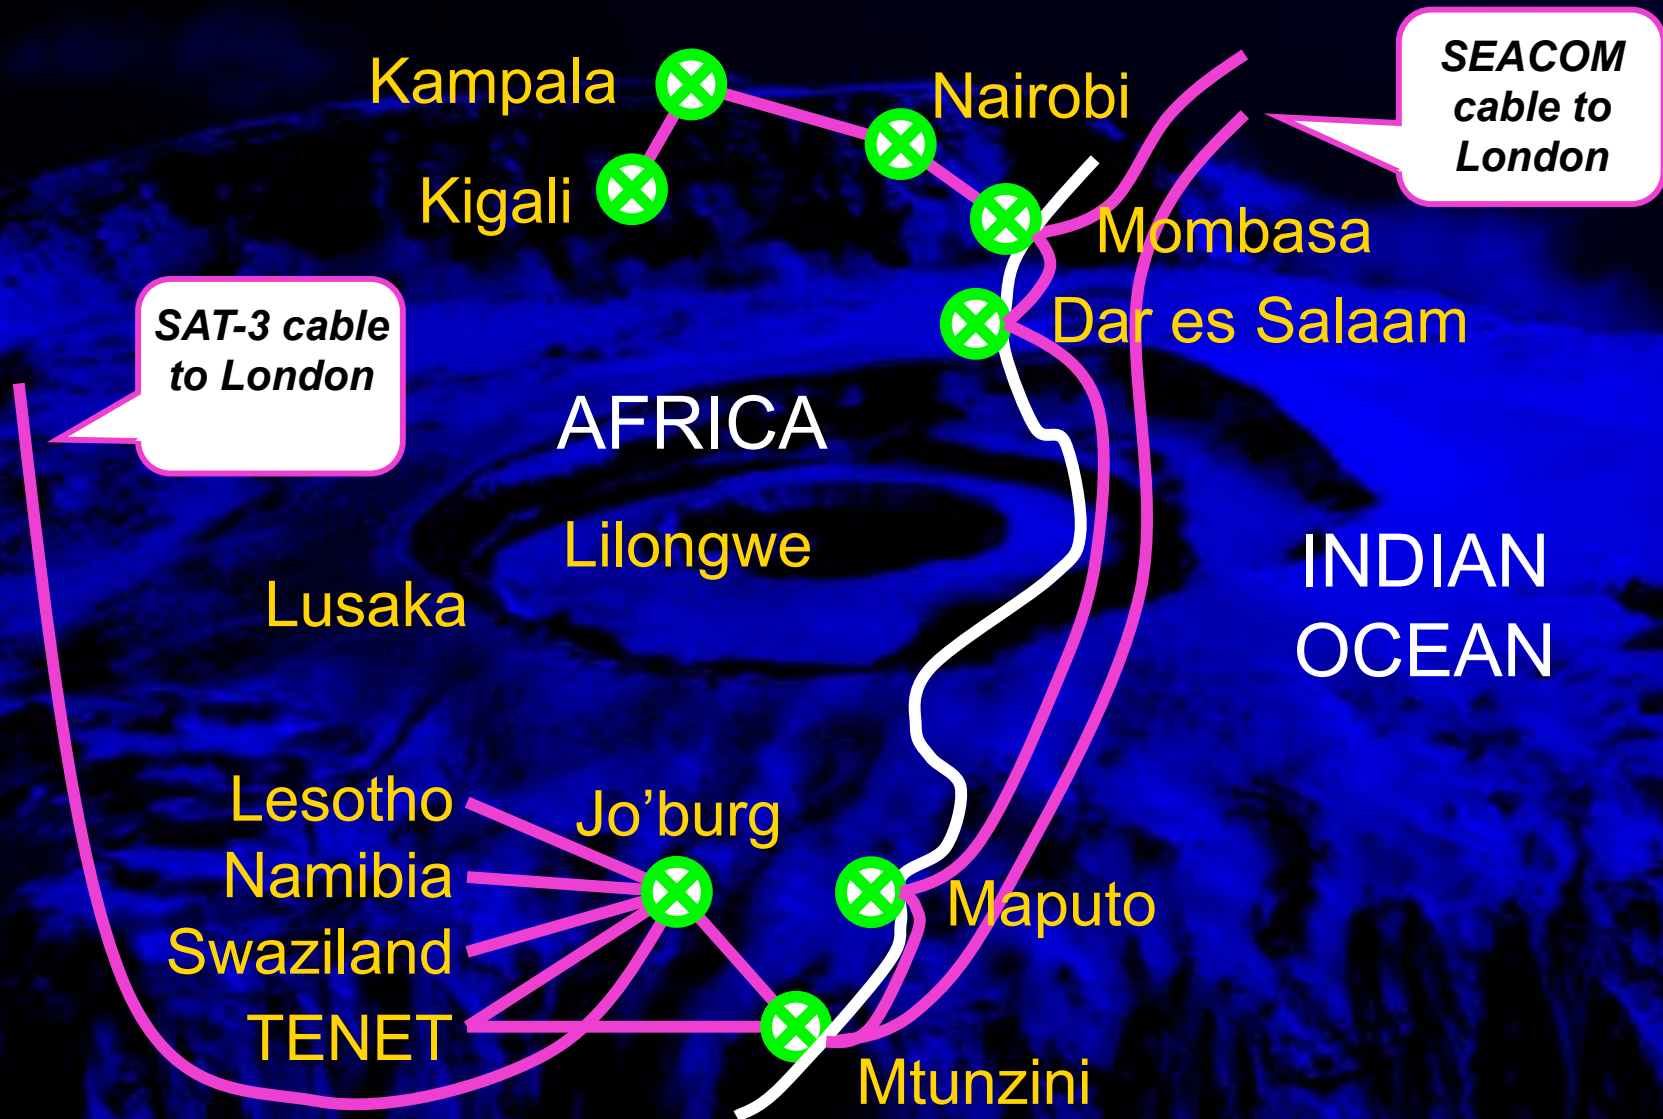 SEACOM
cable to
London
Kampala
Nairobi
Kigali
Mombasa
Dar es Salaam
SAT-3 cable
to London
AFRICA
Lilongwe
INDIAN
OCEAN
Lusaka
Lesotho
Jo’burg
Namibia
Maputo
Swaziland
TENET
Mtunzini